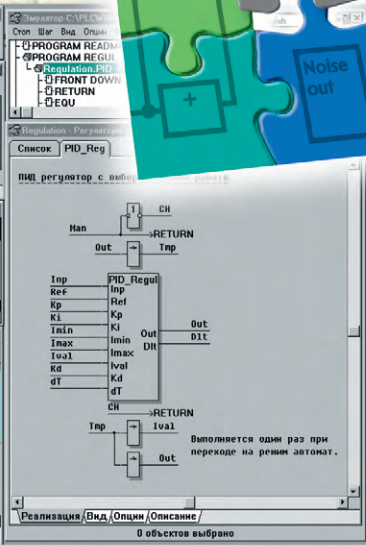 Эмулятор-C:\PLCW
Стоп Шаг Вид Опции
PROGRAM READM
PROGRAM REGUL
Regulation.PID
FRONT DOWN
RETURN
EQU
+
Noise
out
Regulation - Регулятор
Список PID_Reg
ПИД регулятор с выбор
1 CH
Man RETURN
Out Tmp
PID_Regul
Inp Inp
Ref Ref
Kp Kp
Ki Ki
Imin Imin Out Out
Imax Imax Dlt Dlt
Ival Ival
Kd Kd
dT dT
CH RETURN
Tmp Ival
Out
Выполняется один раз при
переходе на режим автомат.
Реализация Вид Опции Описание
0 объектов выбрано